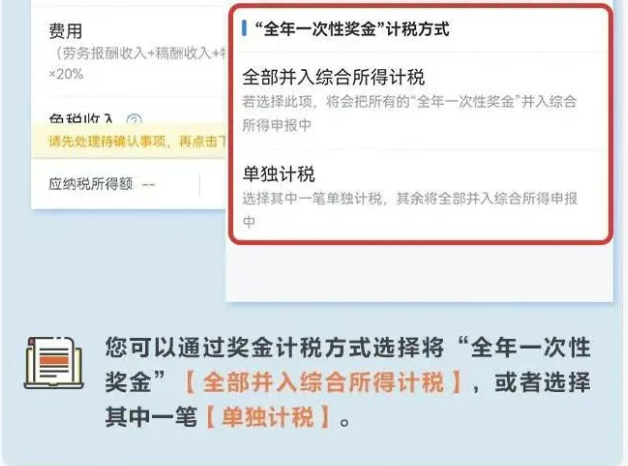 费用
（劳务报酬收入+稿酬收入+
×20%
免税收入
请先处理待确认事项，再点击
应纳税所得额 --
“全年一次性奖金”计税方式
全部并入综合所得计税
若选择此项，将会把所有的“全年一次性奖金”并入综合
所得申报中
单独计税
选择其中一笔单独计税，其余将全部并入综合所得申报
中
您可以通过奖金计税方式选择将“全年一次性
奖金”【全部并入综合所得计税】，或者选择
其中一笔【单独计税】。